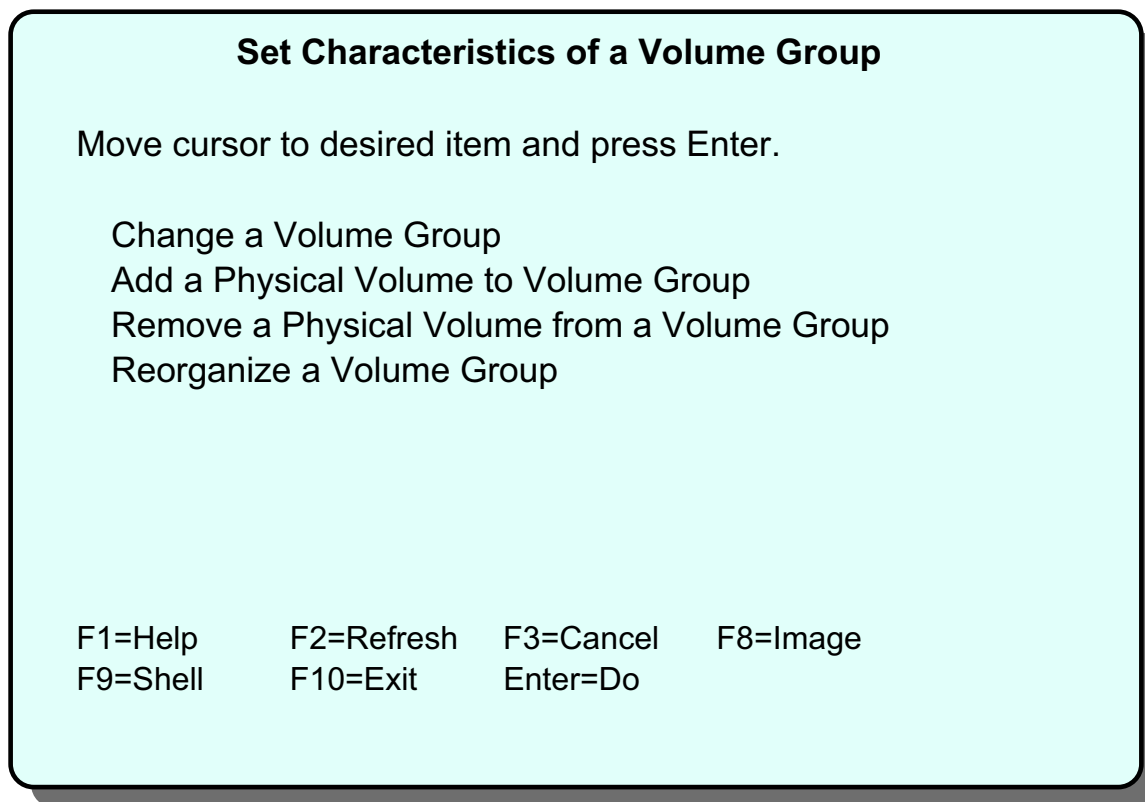 Set Characteristics of a Volume Group
Move cursor to desired item and press Enter.
Change a Volume Group
Add a Physical Volume to Volume Group
Remove a Physical Volume from a Volume Group
Reorganize a Volume Group
F1=Help F2=Refresh F3=Cancel F8=Image
F9=Shell F10=Exit Enter=Do